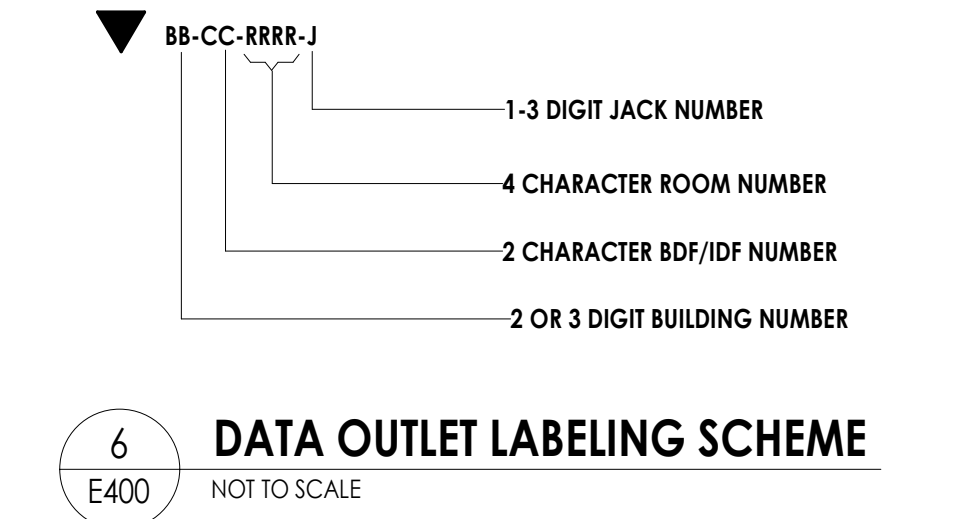 BB-CC-RRRR-J
1-3 DIGIT JACK NUMBER
4 CHARACTER ROOM NUMBER
2 CHARACTER BDF/IDF NUMBER
2 OR 3 DIGIT BUILDING NUMBER
6
DATA OUTLET LABELING SCHEME
E400
NOT TO SCALE